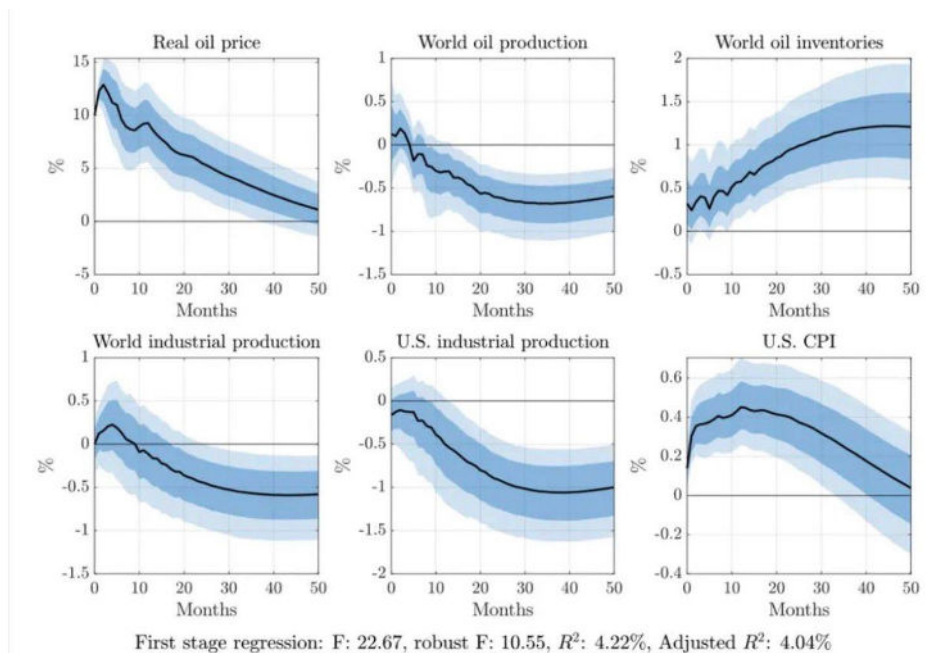 Real oil price
World oil production
World oil inventories
15
10
5
0
-5
%
0 10 20 30 40 50
Months
1
0.5
0
-0.5
-1
-1.5
%
0 10 20 30 40 50
Months
2
1.5
1
0.5
0
-0.5
%
0 10 20 30 40 50
Months
World industrial production
U.S. industrial production
U.S. CPI
1
0.5
0
-0.5
-1
-1.5
%
0 10 20 30 40 50
Months
0.5
0
-0.5
-1
-1.5
-2
%
0 10 20 30 40 50
Months
0.6
0.4
0.2
0
-0.2
-0.4
%
0 10 20 30 40 50
Months
First stage regression: F: 22.67, robust F: 10.55, R²: 4.22%, Adjusted R²: 4.04%